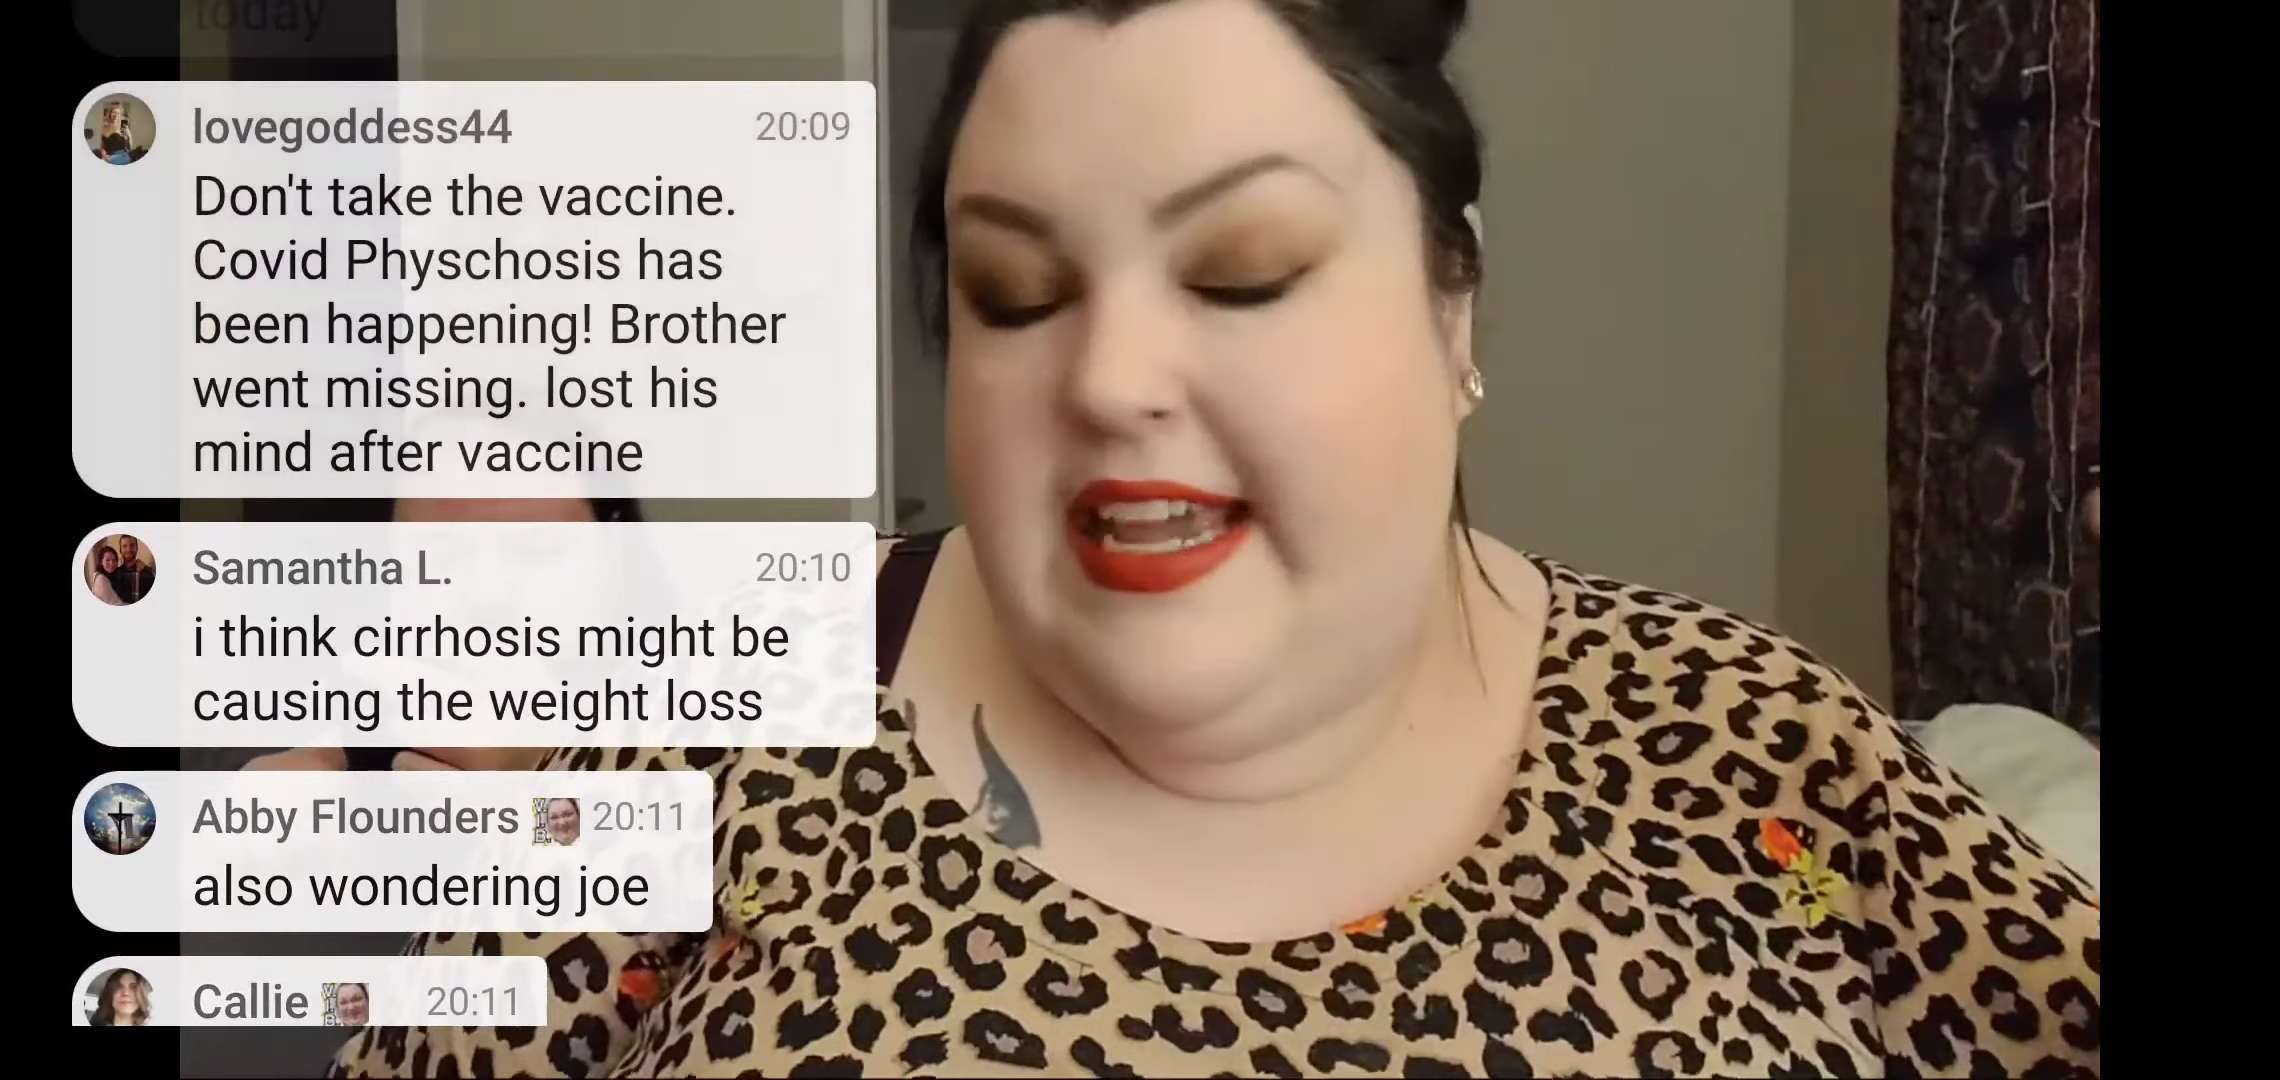 today
lovegoddess44 20:09
Don't take the vaccine.
Covid Physchosis has
been happening! Brother
went missing. lost his
mind after vaccine
Samantha L. 20:10
i think cirrhosis might be
causing the weight loss
Abby Flounders 20:11
also wondering joe
Callie 20:11